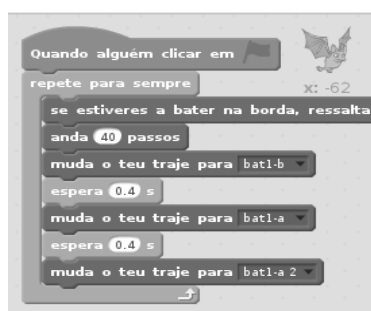 Quando alguém clicar em
repete para sempre
x: -62
se estiveres a bater na borda, ressalta
anda 40 passos
muda o teu traje para bat1-b
espera 0.4 s
muda o teu traje para bat1-a
espera 0.4 s
muda o teu traje para bat1-a 2